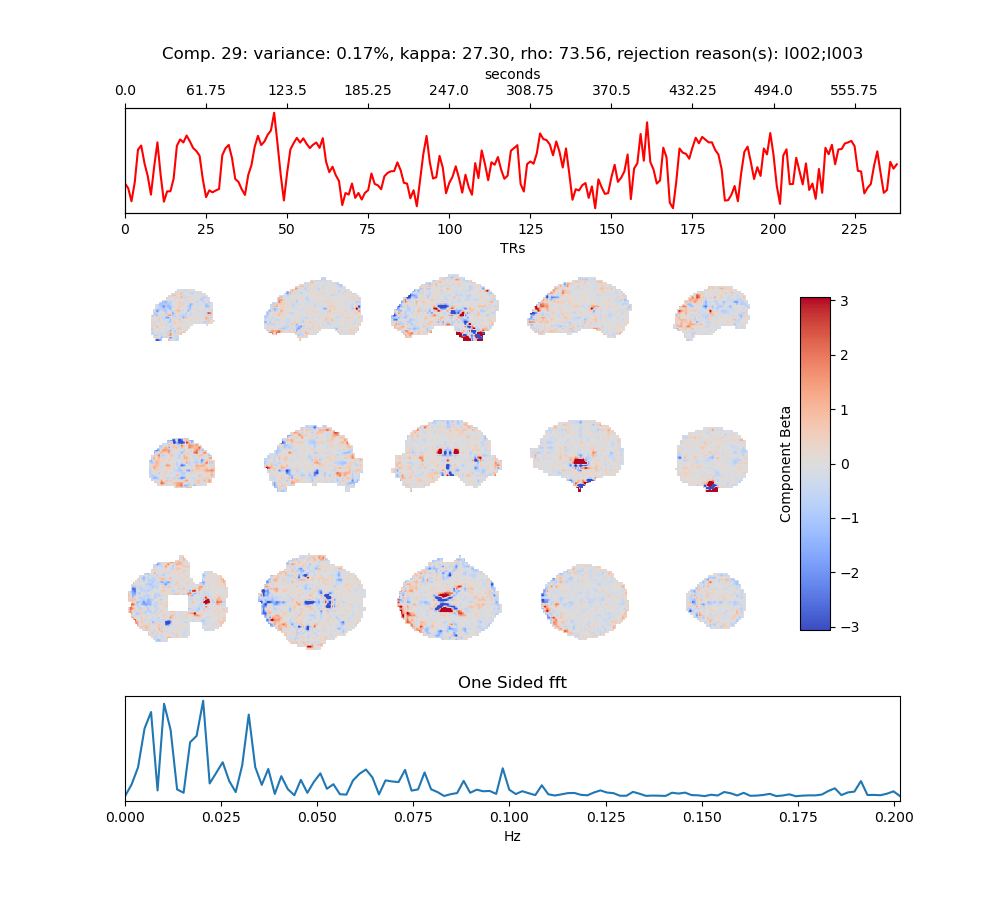 Comp. 29: variance: 0.17%, kappa: 27.30, rho: 73.56, rejection reason(s): I002;I003
seconds
0.0 61.75 123.5 185.25 247.0 308.75 370.5 432.25 494.0 555.75
0 25 50 75 100 125 150 175 200 225
TRs
3
2
1
0
−1
−2
−3
Component Beta
One Sided fft
0.000 0.025 0.050 0.075 0.100 0.125 0.150 0.175 0.200
Hz